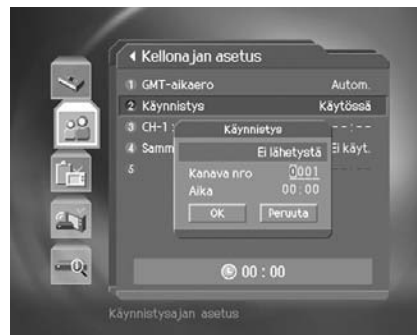 Kellonajan asetus
1 GMT-aikaero Autom.
2 Käynnistys Käytössä
3 CH-1 : --:--
4 Samm Ei käyt.
5
Käynnistys
Ei lähetystä
Kanava nro 0001
Aika 00:00
OK Peruuta
00 : 00
Käynnistysajan asetus